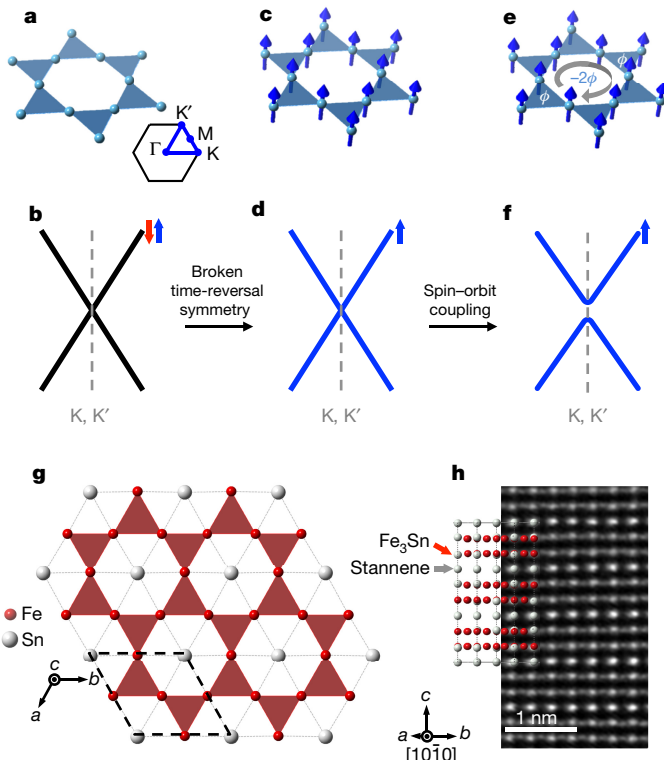 a
K′
M
Γ
K
c
e
ϕ
−2ϕ
ϕ
b
Broken
time-reversal
symmetry
K, K′
d
Spin–orbit
coupling
K, K′
f
K, K′
g
Fe
Sn
c
b
a
h
Fe₃Sn
Stannene
1 nm
c
a
b
[101̄0]